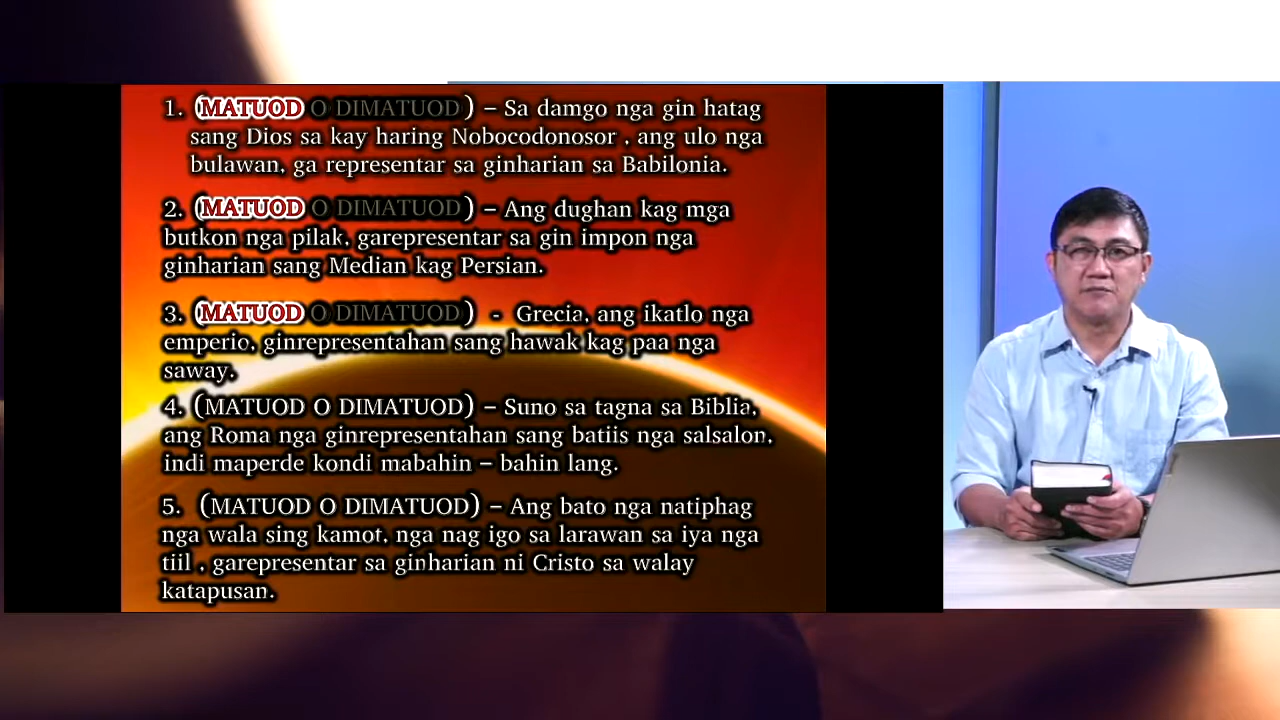 1. (MATUOD O DIMATUOD) – Sa damgo nga gin hatag
sang Dios sa kay haring Nobocodonosor , ang ulo nga
bulawan, ga representar sa ginharian sa Babilonia.
2. (MATUOD O DIMATUOD) – Ang dughan kag mga
butkon nga pilak, garepresentar sa gin impon nga
ginharian sang Median kag Persian.
3. (MATUOD O DIMATUOD) - Grecia, ang ikatlo nga
emperio, ginrepresentahan sang hawak kag paa nga
saway.
4. (MATUOD O DIMATUOD) – Suno sa tagna sa Biblia,
ang Roma nga ginrepresentahan sang batiis nga salsalon,
indi maperde kondi mabahin – bahin lang.
5. (MATUOD O DIMATUOD) – Ang bato nga natiphag
nga wala sing kamot, nga nag igo sa larawan sa iya nga
tiil , garepresentar sa ginharian ni Cristo sa walay
katapusan.